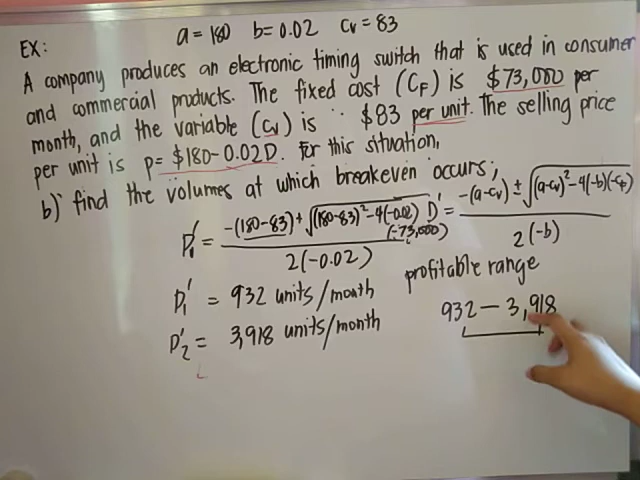 a = 180 b = 0.02 Cv = 83
EX:
A company produces an electronic timing switch that is used in consumer
and commercial products. The fixed cost (CF) is $73,000 per
month, and the variable (Cv) is $83 per unit. The selling price
per unit is p = $180-0.02D. For this situation,
b) find the volumes at which breakeven occurs;
D1' = -(180-83)+√(180-83)²-4(-0.02)(-73,000) / 2(-0.02)
D' = -(a-Cv) ± √(a-Cv)²-4(-b)(-CF) / 2(-b)
D1' = 932 units/month
D2' = 3,918 units/month
profitable range
932 – 3,918